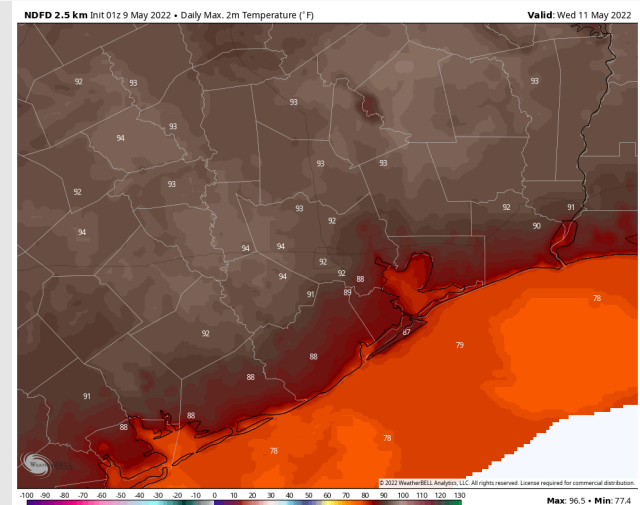 NDFD 2.5 km Init 01z 9 May 2022 • Daily Max. 2m Temperature (°F) Valid: Wed 11 May 2022
92 93 93 93
94 93
93 93
92 93
93 92 91
94 92 90
94 94
92
94 92 88
91 89
78
92 87
79
88
88
91
88 88
78
78
© 2022 WeatherBELL Analytics, LLC. All rights reserved. License required for commercial distribution.
-100 -90 -80 -70 -60 -50 -40 -30 -20 -10 0 10 20 30 40 50 60 70 80 90 100 110 120 130
Max: 96.5 • Min: 77.4